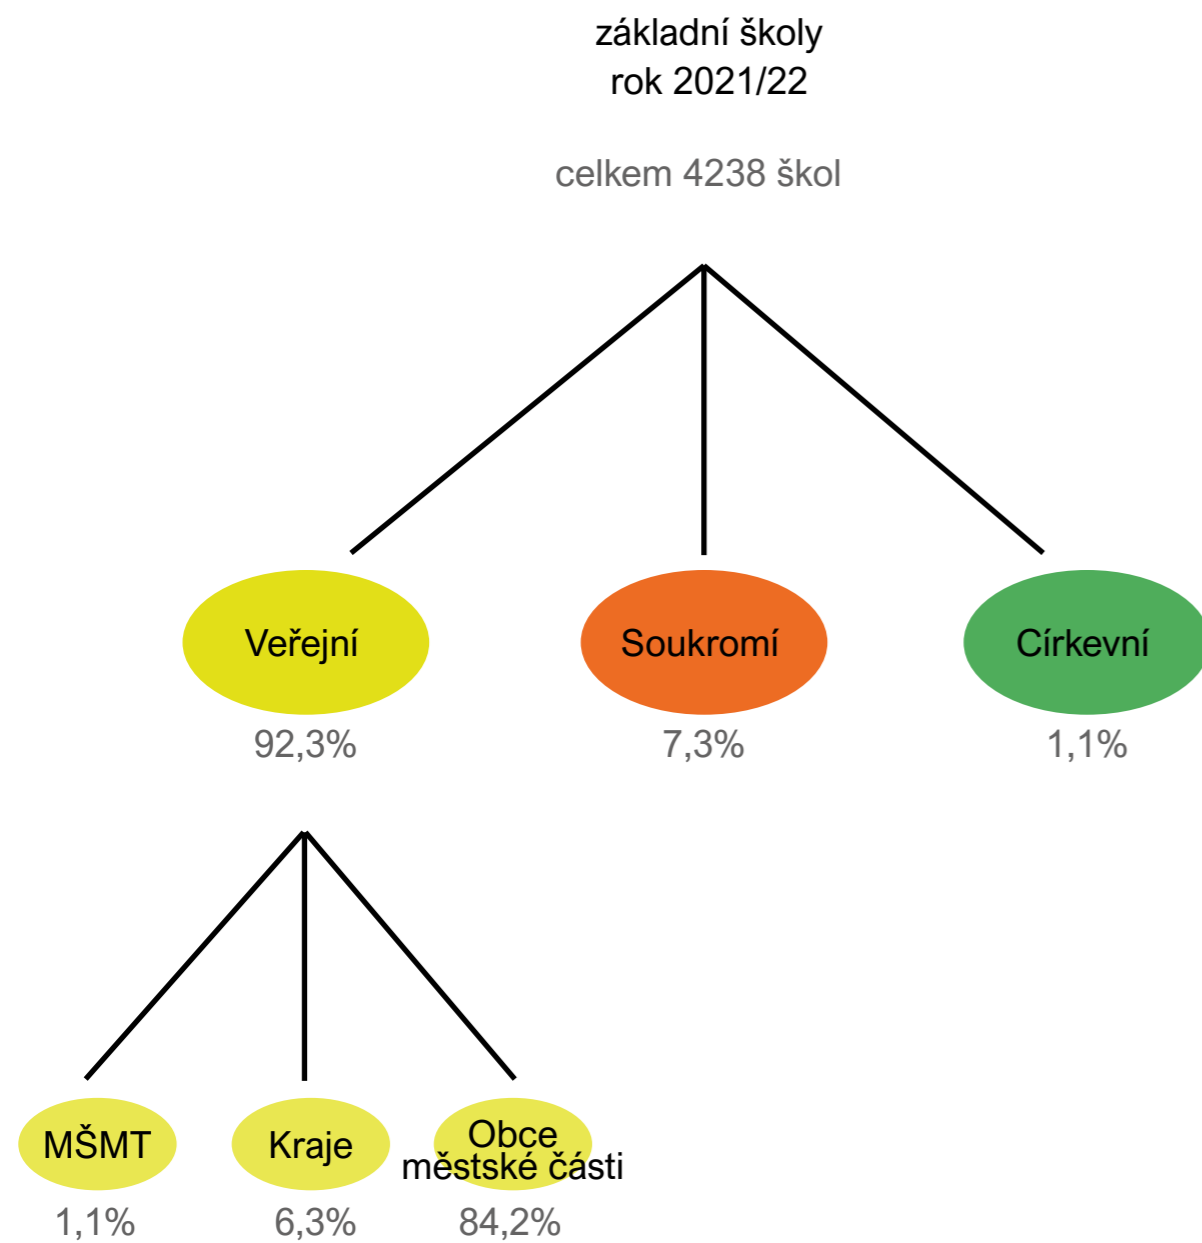 základní školy
rok 2021/22
celkem 4238 škol
Veřejní
Soukromí
Církevní
92,3%
7,3%
1,1%
MŠMT
Kraje
Obce
městské části
1,1%
6,3%
84,2%